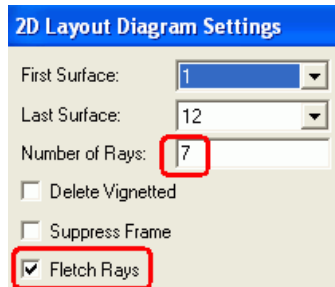 2D Layout Diagram Settings
First Surface: 1
Last Surface: 12
Number of Rays: 7
Delete Vignetted
Suppress Frame
Fletch Rays